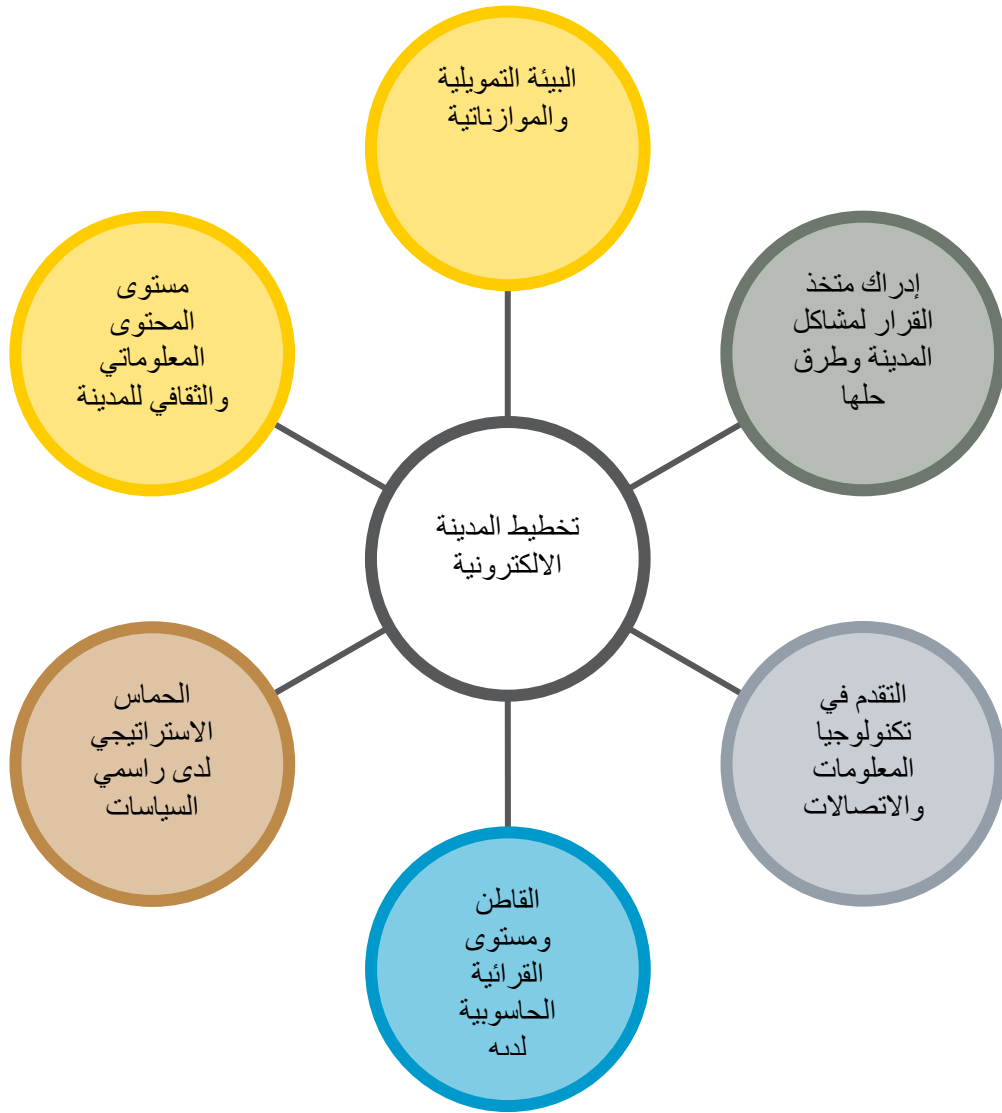 البيئة التمويلية
والموازناتية
إدراك متخذ
القرار لمشاكل
المدينة وطرق
حلها
مستوى
المحتوى
المعلوماتي
والثقافي للمدينة
تخطيط المدينة
الالكترونية
التقدم في
تكنولوجيا
المعلومات
والاتصالات
الحماس
الاستراتيجي
لدى راسمي
السياسات
القاطن
ومستوى
القرائية
الحاسوبية
لديه